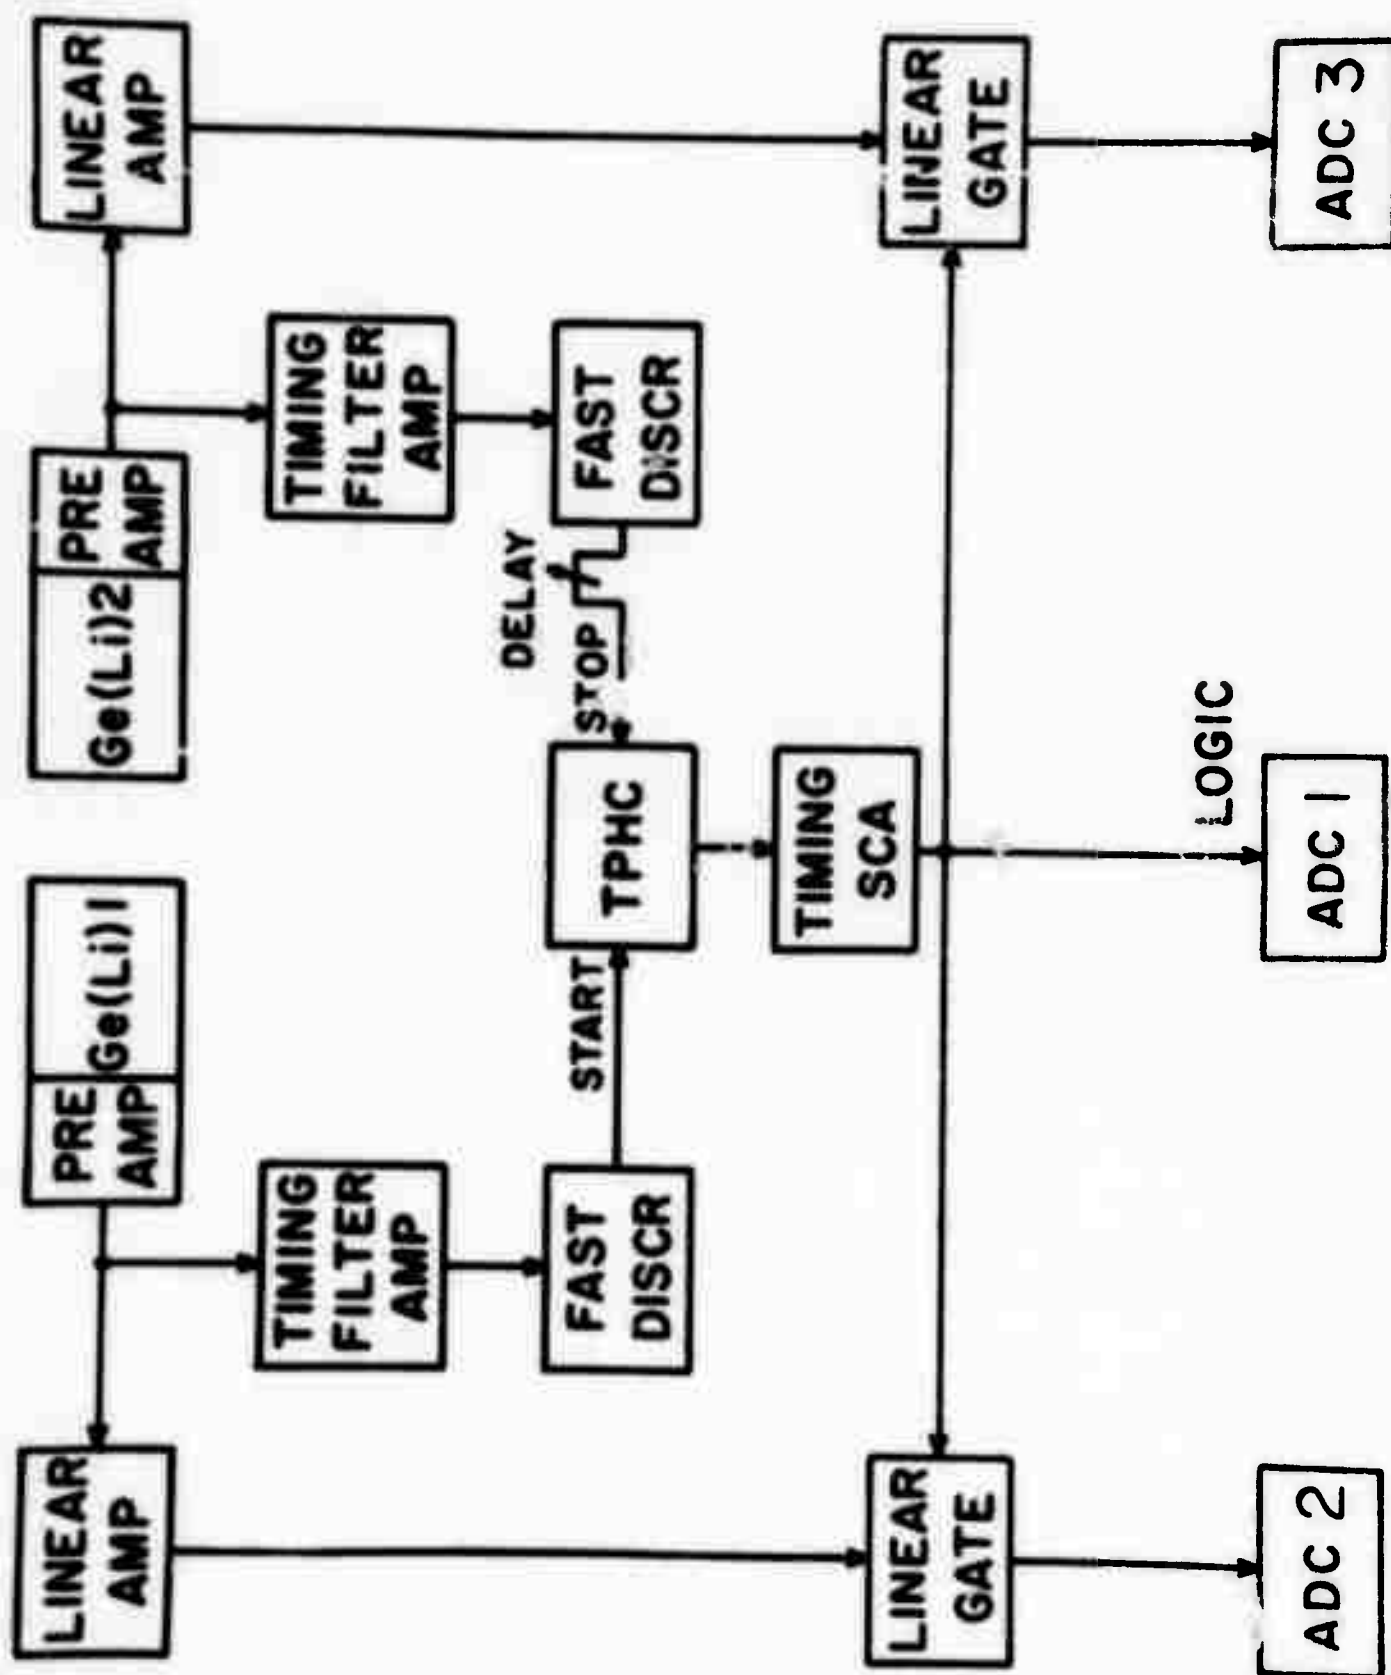 LINEAR
AMP
PRE
AMP
Ge(Li)1
Ge(Li)2
PRE
AMP
LINEAR
AMP
TIMING
FILTER
AMP
TIMING
FILTER
AMP
FAST
DISCR
START
TPHC
DELAY
STOP
FAST
DISCR
TIMING
SCA
LINEAR
GATE
LINEAR
GATE
LOGIC
ADC 2
ADC 1
ADC 3